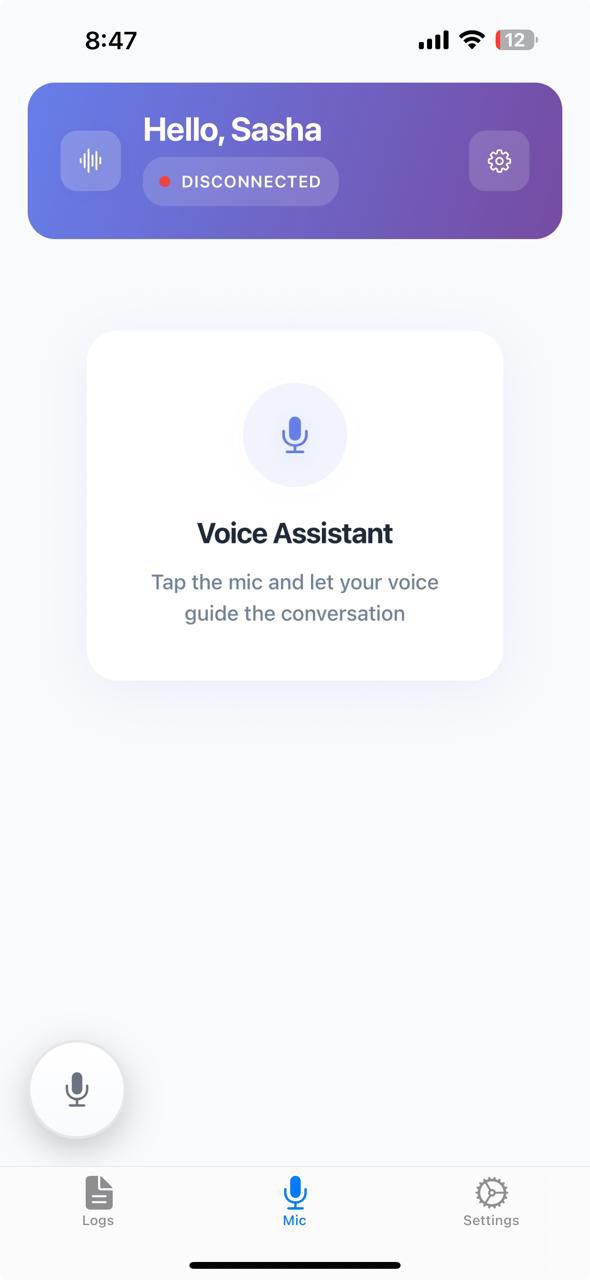 8:47
12
Hello, Sasha
DISCONNECTED
Voice Assistant
Tap the mic and let your voice
guide the conversation
Logs
Mic
Settings